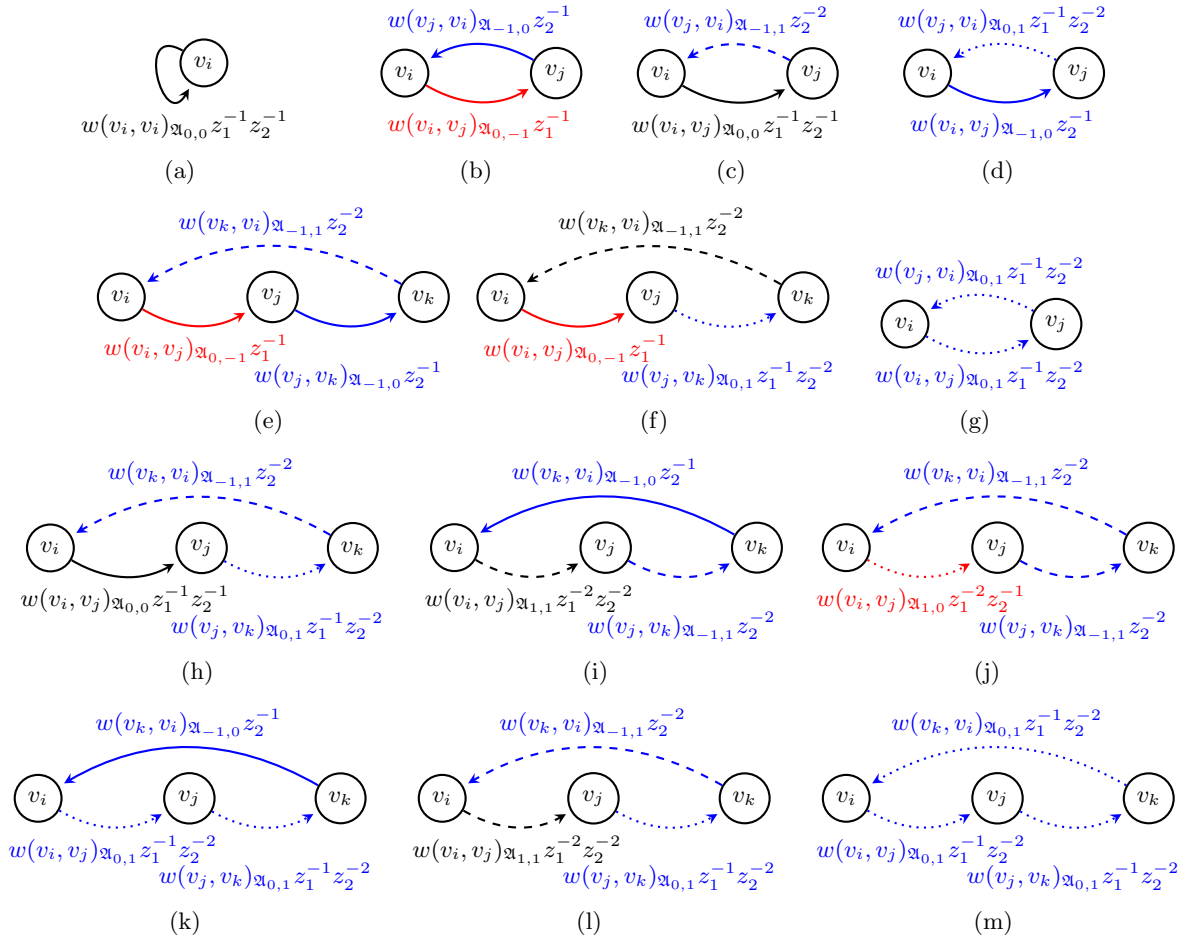 w(v_j, v_i)_{𝔄_{-1,0}} z_2^{-1} w(v_j, v_i)_{𝔄_{-1,1}} z_2^{-2} w(v_j, v_i)_{𝔄_{0,1}} z_1^{-1} z_2^{-2}
v_i v_i v_j v_i v_j v_i v_j
w(v_i, v_i)_{𝔄_{0,0}} z_1^{-1} z_2^{-1} w(v_i, v_j)_{𝔄_{0,-1}} z_1^{-1} w(v_i, v_j)_{𝔄_{0,0}} z_1^{-1} z_2^{-1} w(v_i, v_j)_{𝔄_{-1,0}} z_2^{-1}
(a) (b) (c) (d)
w(v_k, v_i)_{𝔄_{-1,1}} z_2^{-2} w(v_k, v_i)_{𝔄_{-1,1}} z_2^{-2}
w(v_j, v_i)_{𝔄_{0,1}} z_1^{-1} z_2^{-2}
v_i v_j v_k v_i v_j v_k v_i v_j
w(v_i, v_j)_{𝔄_{0,-1}} z_1^{-1} w(v_i, v_j)_{𝔄_{0,-1}} z_1^{-1}
w(v_j, v_k)_{𝔄_{-1,0}} z_2^{-1} w(v_j, v_k)_{𝔄_{0,1}} z_1^{-1} z_2^{-2} w(v_i, v_j)_{𝔄_{0,1}} z_1^{-1} z_2^{-2}
(e) (f) (g)
w(v_k, v_i)_{𝔄_{-1,1}} z_2^{-2} w(v_k, v_i)_{𝔄_{-1,0}} z_2^{-1} w(v_k, v_i)_{𝔄_{-1,1}} z_2^{-2}
v_i v_j v_k v_i v_j v_k v_i v_j v_k
w(v_i, v_j)_{𝔄_{0,0}} z_1^{-1} z_2^{-1} w(v_i, v_j)_{𝔄_{1,1}} z_1^{-2} z_2^{-2} w(v_i, v_j)_{𝔄_{1,0}} z_1^{-2} z_2^{-1}
w(v_j, v_k)_{𝔄_{0,1}} z_1^{-1} z_2^{-2} w(v_j, v_k)_{𝔄_{-1,1}} z_2^{-2} w(v_j, v_k)_{𝔄_{-1,1}} z_2^{-2}
(h) (i) (j)
w(v_k, v_i)_{𝔄_{-1,0}} z_2^{-1} w(v_k, v_i)_{𝔄_{-1,1}} z_2^{-2} w(v_k, v_i)_{𝔄_{0,1}} z_1^{-1} z_2^{-2}
v_i v_j v_k v_i v_j v_k v_i v_j v_k
w(v_i, v_j)_{𝔄_{0,1}} z_1^{-1} z_2^{-2} w(v_i, v_j)_{𝔄_{1,1}} z_1^{-2} z_2^{-2} w(v_i, v_j)_{𝔄_{0,1}} z_1^{-1} z_2^{-2}
w(v_j, v_k)_{𝔄_{0,1}} z_1^{-1} z_2^{-2} w(v_j, v_k)_{𝔄_{0,1}} z_1^{-1} z_2^{-2} w(v_j, v_k)_{𝔄_{0,1}} z_1^{-1} z_2^{-2}
(k) (l) (m)